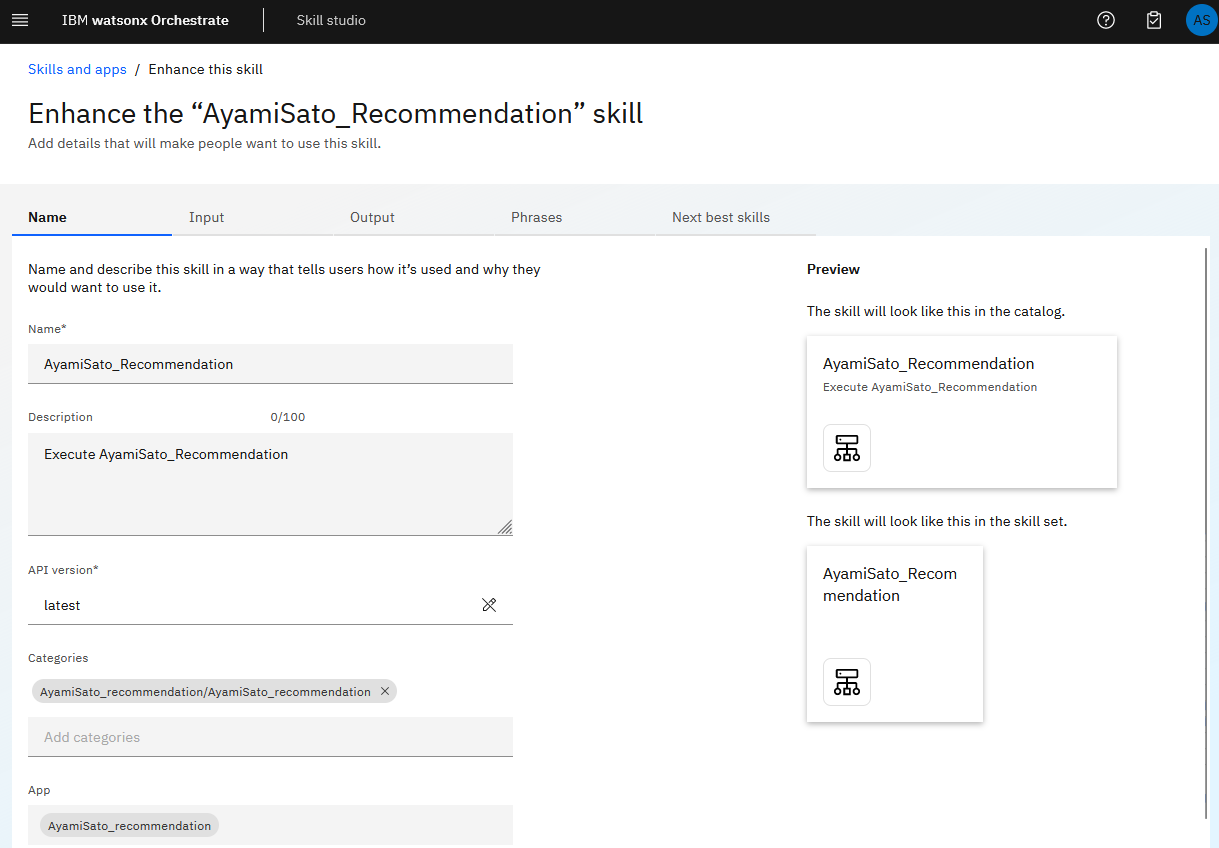 IBM watsonx Orchestrate
Skill studio
AS
Skills and apps / Enhance this skill
Enhance the “AyamiSato_Recommendation” skill
Add details that will make people want to use this skill.
Name
Input
Output
Phrases
Next best skills
Name and describe this skill in a way that tells users how it’s used and why they
would want to use it.
Name*
AyamiSato_Recommendation
Description
0/100
Execute AyamiSato_Recommendation
API version*
latest
Categories
AyamiSato_recommendation/AyamiSato_recommendation
Add categories
App
AyamiSato_recommendation
Preview
The skill will look like this in the catalog.
AyamiSato_Recommendation
Execute AyamiSato_Recommendation
The skill will look like this in the skill set.
AyamiSato_Recom
mendation